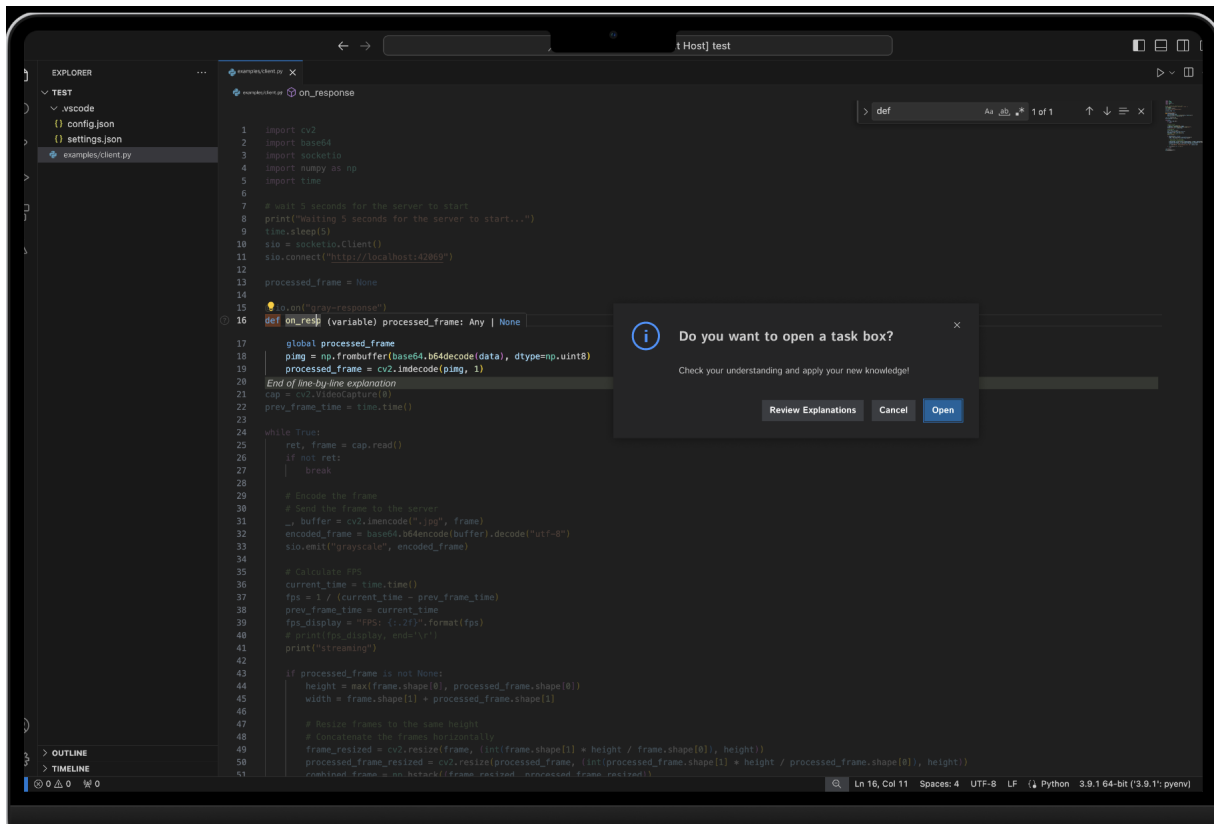 ← → t Host] test
EXPLORER ...
TEST
.vscode
{} config.json
{} settings.json
examples/client.py
examples/client.py ×
examples/client.py on_response
> def Aa ab .* 1 of 1 ↑ ↓ ×
1 import cv2
2 import base64
3 import socketio
4 import numpy as np
5 import time
6
7 # wait 5 seconds for the server to start
8 print("Waiting 5 seconds for the server to start...")
9 time.sleep(5)
10 sio = socketio.Client()
11 sio.connect("http://localhost:42069")
12
13 processed_frame = None
14
15 io.on("gray-response")
16 def on_resp (variable) processed_frame: Any | None
17 global processed_frame
18 pimg = np.frombuffer(base64.b64decode(data), dtype=np.uint8)
19 processed_frame = cv2.imdecode(pimg, 1)
20 End of line-by-line explanation
21 cap = cv2.VideoCapture(0)
22 prev_frame_time = time.time()
23
24 while True:
25 ret, frame = cap.read()
26 if not ret:
27 break
28
29 # Encode the frame
30 # Send the frame to the server
31 _, buffer = cv2.imencode(".jpg", frame)
32 encoded_frame = base64.b64encode(buffer).decode("utf-8")
33 sio.emit("grayscale", encoded_frame)
34
35 # Calculate FPS
36 current_time = time.time()
37 fps = 1 / (current_time - prev_frame_time)
38 prev_frame_time = current_time
39 fps_display = "FPS: {:.2f}".format(fps)
40 # print(fps_display, end='\r')
41 print("streaming")
42
43 if processed_frame is not None:
44 height = max(frame.shape[0], processed_frame.shape[0])
45 width = frame.shape[1] + processed_frame.shape[1]
46
47 # Resize frames to the same height
48 # Concatenate the frames horizontally
49 frame_resized = cv2.resize(frame, (int(frame.shape[1] * height / frame.shape[0]), height))
50 processed_frame_resized = cv2.resize(processed_frame, (int(processed_frame.shape[1] * height / processed_frame.shape[0]), height))
51 combined_frame = np.hstack((frame_resized, processed_frame_resized))
Do you want to open a task box? ×
Check your understanding and apply your new knowledge!
Review Explanations Cancel Open
> OUTLINE
> TIMELINE
0 0 0 Ln 16, Col 11 Spaces: 4 UTF-8 LF Python 3.9.1 64-bit ('3.9.1': pyenv)